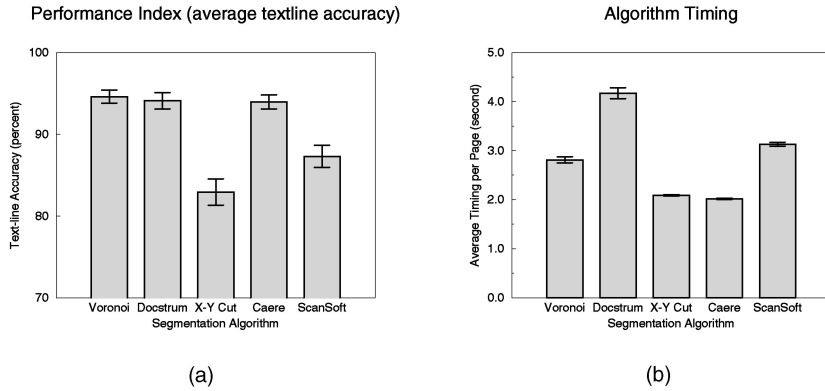 Performance Index (average textline accuracy)
Text-line Accuracy (percent)
100
90
80
70
Voronoi Docstrum X-Y Cut Caere ScanSoft
Segmentation Algorithm
(a)
Algorithm Timing
Average Timing per Page (second)
5.0
4.0
3.0
2.0
1.0
0.0
Voronoi Docstrum X-Y Cut Caere ScanSoft
Segmentation Algorithm
(b)